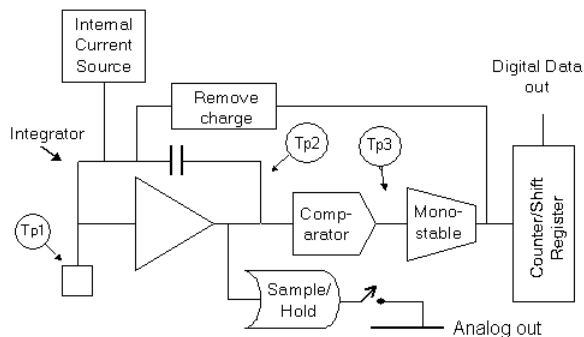 Internal
Current
Source
Remove
charge
Integrator
Tp1
Tp2
Tp3
Comp-
arator
Mono-
stable
Digital Data
out
Counter/Shift
Register
Sample/
Hold
Analog out